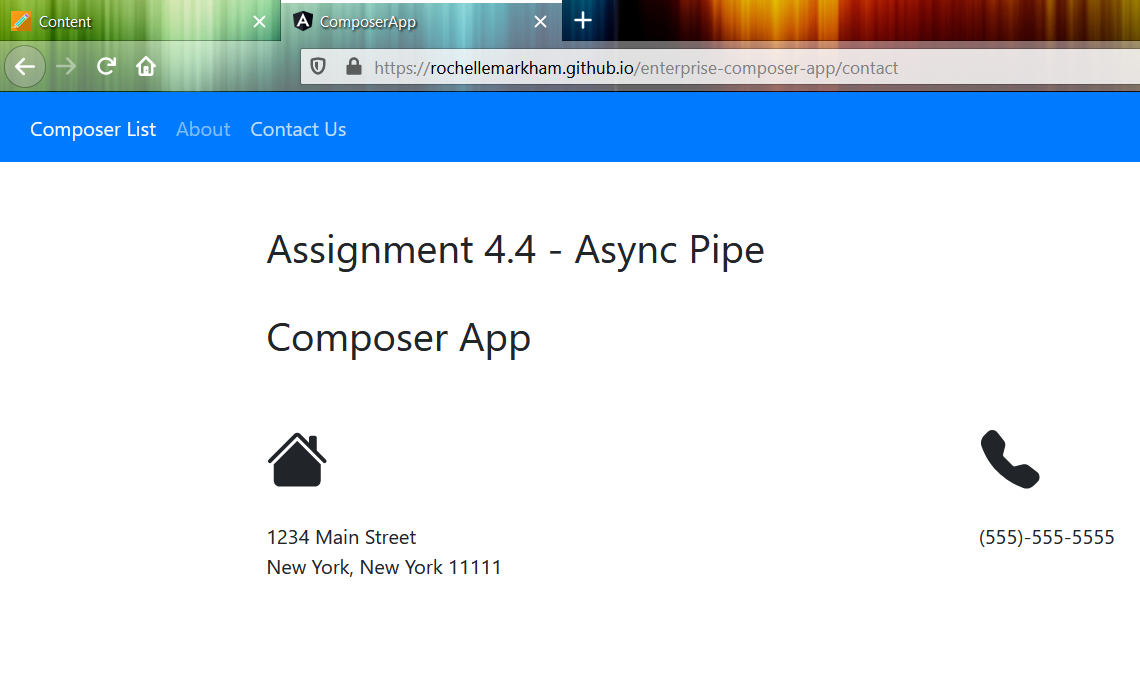 Content ComposerApp
https://rochellemarkham.github.io/enterprise-composer-app/contact
Composer List About Contact Us
Assignment 4.4 - Async Pipe
Composer App
1234 Main Street (555)-555-5555
New York, New York 11111